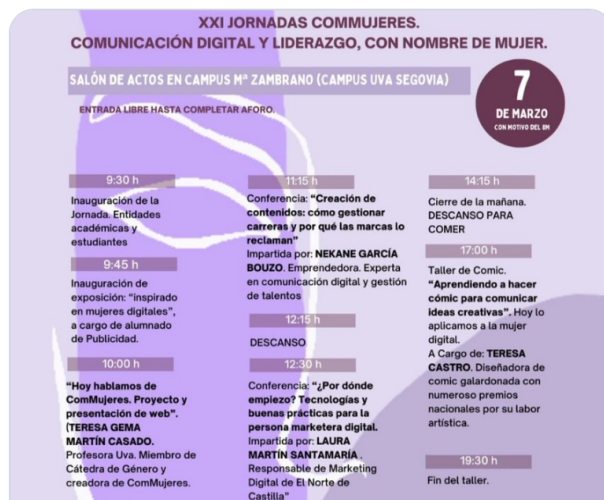 XXI JORNADAS COMMUJERES.
COMUNICACIÓN DIGITAL Y LIDERAZGO, CON NOMBRE DE MUJER.
SALÓN DE ACTOS EN CAMPUS Mª ZAMBRANO (CAMPUS UVA SEGOVIA)
ENTRADA LIBRE HASTA COMPLETAR AFORO.
7
DE MARZO
CON MOTIVO DEL 8M
9:30 h
Inauguración de la
Jornada. Entidades
académicas y
estudiantes
9:45 h
Inauguración de
exposición: “inspirado
en mujeres digitales”,
a cargo de alumnado
de Publicidad.
10:00 h
“Hoy hablamos de
ComMujeres. Proyecto y
presentación de web”.
(TERESA GEMA
MARTÍN CASADO.
Profesora Uva. Miembro de
Cátedra de Género y
creadora de ComMujeres.
11:15 h
Conferencia: “Creación de
contenidos: cómo gestionar
carreras y por qué las marcas lo
reclaman”
Impartida por: NEKANE GARCÍA
BOUZO. Emprendedora. Experta
en comunicación digital y gestión
de talentos
12:15 h
DESCANSO
12:30 h
Conferencia: “¿Por dónde
empiezo? Tecnologías y
buenas prácticas para la
persona marketera digital.
Impartida por: LAURA
MARTÍN SANTAMARÍA .
Responsable de Marketing
Digital de El Norte de
Castilla”
14:15 h
Cierre de la mañana.
DESCANSO PARA
COMER
17:00 h
Taller de Comic.
“Aprendiendo a hacer
cómic para comunicar
ideas creativas”. Hoy lo
aplicamos a la mujer
digital.
A Cargo de: TERESA
CASTRO. Diseñadora de
comic galardonada con
numeroso premios
nacionales por su labor
artística.
19:30 h
Fin del taller.